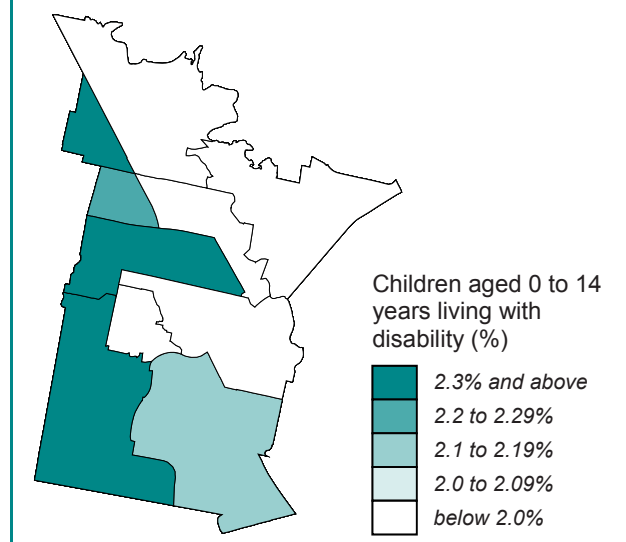 Children aged 0 to 14
years living with
disability (%)
2.3% and above
2.2 to 2.29%
2.1 to 2.19%
2.0 to 2.09%
below 2.0%